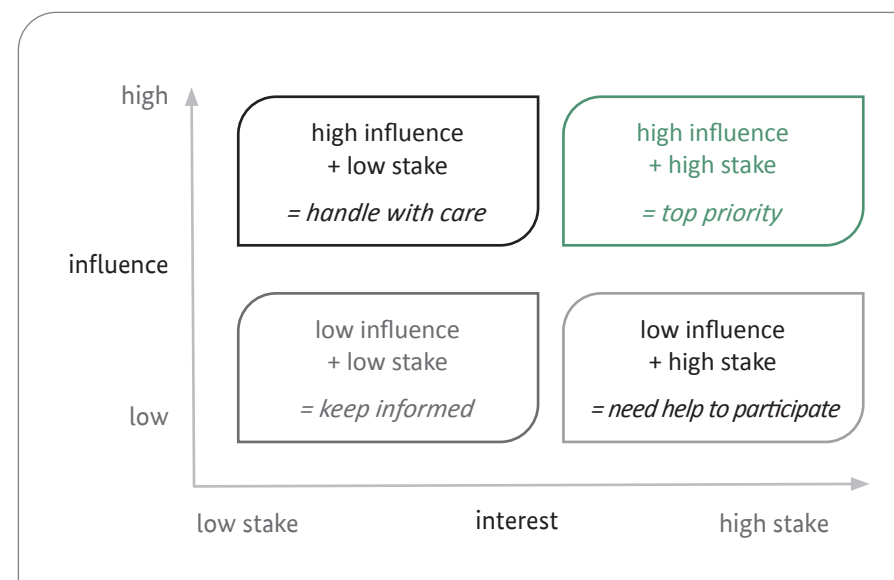 high
high influence
+ low stake
= handle with care
high influence
+ high stake
= top priority
influence
low influence
+ low stake
= keep informed
low influence
+ high stake
= need help to participate
low
low stake
interest
high stake